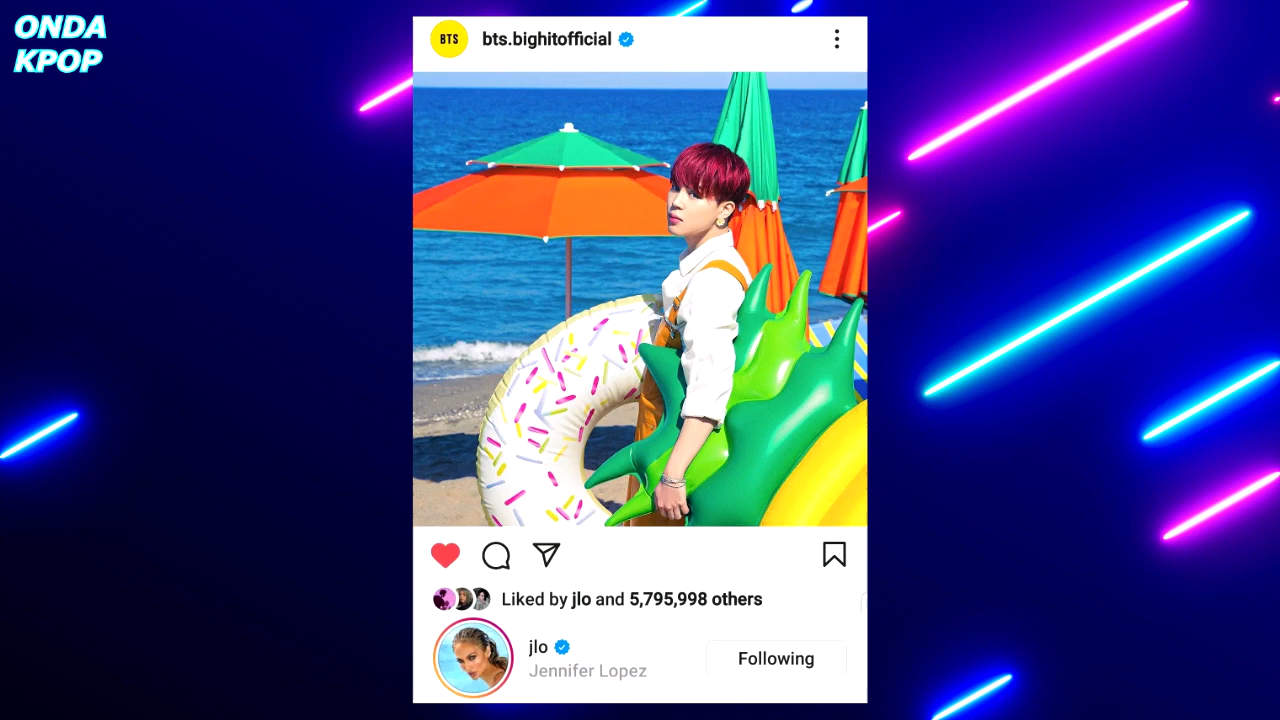 ONDA
KPOP
BTS
bts.bighitofficial
Liked by jlo and 5,795,998 others
jlo
Jennifer Lopez
Following